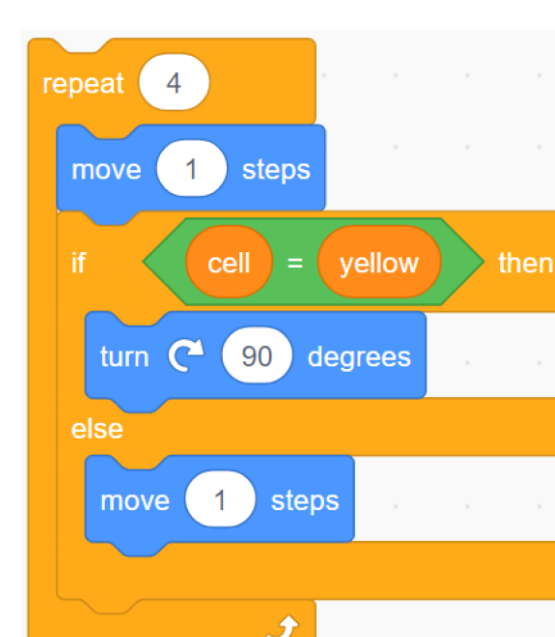 repeat 4
move 1 steps
if cell = yellow then
turn 90 degrees
else
move 1 steps